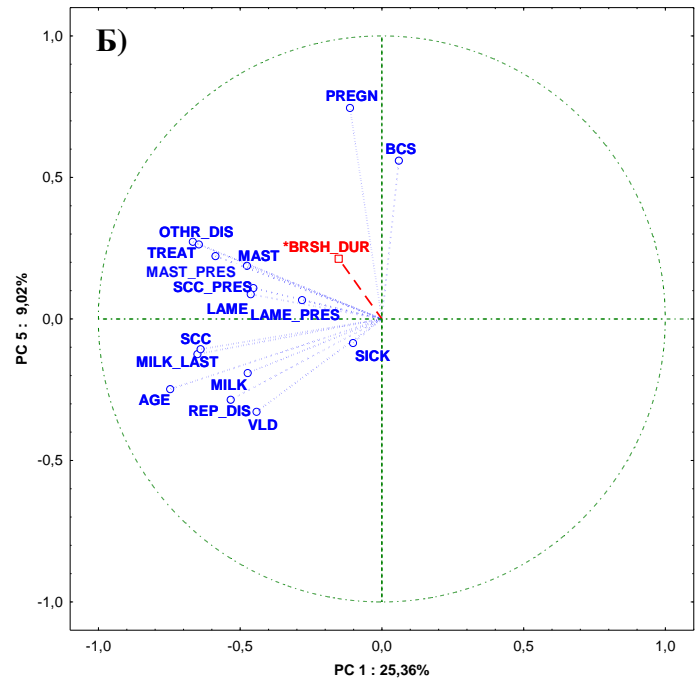 Б)
1,0
0,5
0,0
-0,5
-1,0
PC 5 : 9,02%
PREGN
BCS
OTHR_DIS
*BRSH_DUR
TREAT
MAST
MAST_PRES
SCC_PRES
LAME
LAME_PRES
SCC
MILK_LAST
SICK
AGE
MILK
REP_DIS
VLD
-1,0 -0,5 0,0 0,5 1,0
PC 1 : 25,36%